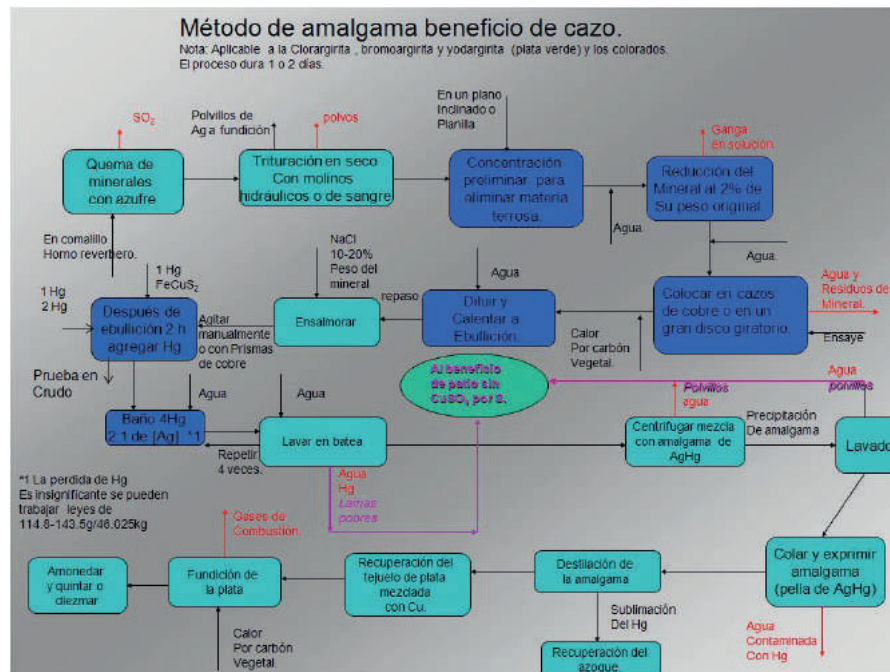 Método de amalgama beneficio de cazo.
Nota: Aplicable a la Clorargirita , bromoargirita y yodargirita (plata verde) y los colorados.
El proceso dura 1 o 2 días.
SO2
Polvillos de
Ag a fundición
polvos
En un plano
Inclinado o
Planilla.
Ganga
en solución
Quema de
minerales
con azufre
Trituración en seco
Con molinos
hidráulicos o de sangre
Concentración
preliminar para
eliminar materia
terrosa.
Reducción del
Mineral al 2% de
Su peso original.
Agua.
Agua.
En comalillo.
Horno reverbero.
1 Hg
FeCuS2
NaCl
10-20%
Peso del
mineral
Agua
Agua y
Residuos de
Mineral.
1 Hg
2 Hg
Después de
ebullición 2 h
agregar Hg
Agitar
manualmente
o con Prismas
de cobre
Ensalmorar
repaso
Diluir y
Calentar a
Ebullición.
Colocar en cazos
de cobre o en un
gran disco giratorio.
Calor
Por carbón
Vegetal.
Ensaye
Prueba en
Crudo
Agua
Agua
Al beneficio
de patio sin
CuSO4 por S.
Polvillos
agua
Agua
polvillos
Baño 4Hg
2 1 de [Ag] *1
Repetir
4 veces.
Lavar en batea
Centrifugar mezcla
con amalgama de
AgHg
Precipitación
De amalgama
Lavado
Agua
Hg
Lamas
pobres
*1 La perdida de Hg
Es insignificante se pueden
trabajar leyes de
114.8-143.5g/46.025kg
Gases de
Combustión.
Amonedar
y quintar o
diezmar
Fundición de
la plata
Recuperación del
tejuelo de plata
mezclada
con Cu.
Destilación de
la amalgama
Colar y exprimir
amalgama
(pella de AgHg)
Calor
Por carbón
Vegetal.
Sublimación
Del Hg
Recuperación del
azogue.
Agua
Contaminada
Con Hg